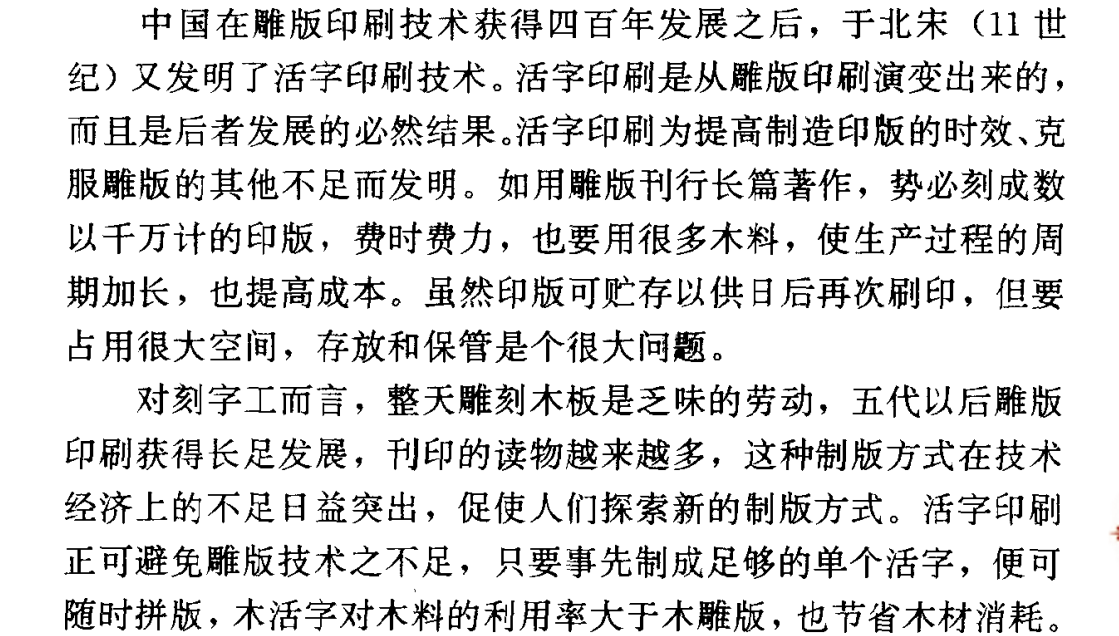 中国在雕版印刷技术获得四百年发展之后，于北宋（11 世
纪）又发明了活字印刷技术。活字印刷是从雕版印刷演变出来的，
而且是后者发展的必然结果。活字印刷为提高制造印版的时效、克
服雕版的其他不足而发明。如用雕版刊行长篇著作，势必刻成数
以千万计的印版，费时费力，也要用很多木料，使生产过程的周
期加长，也提高成本。虽然印版可贮存以供日后再次刷印，但要
占用很大空间，存放和保管是个很大问题。
对刻字工而言，整天雕刻木板是乏味的劳动，五代以后雕版
印刷获得长足发展，刊印的读物越来越多，这种制版方式在技术
经济上的不足日益突出，促使人们探索新的制版方式。活字印刷
正可避免雕版技术之不足，只要事先制成足够的单个活字，便可
随时拼版，木活字对木料的利用率大于木雕版，也节省木材消耗。